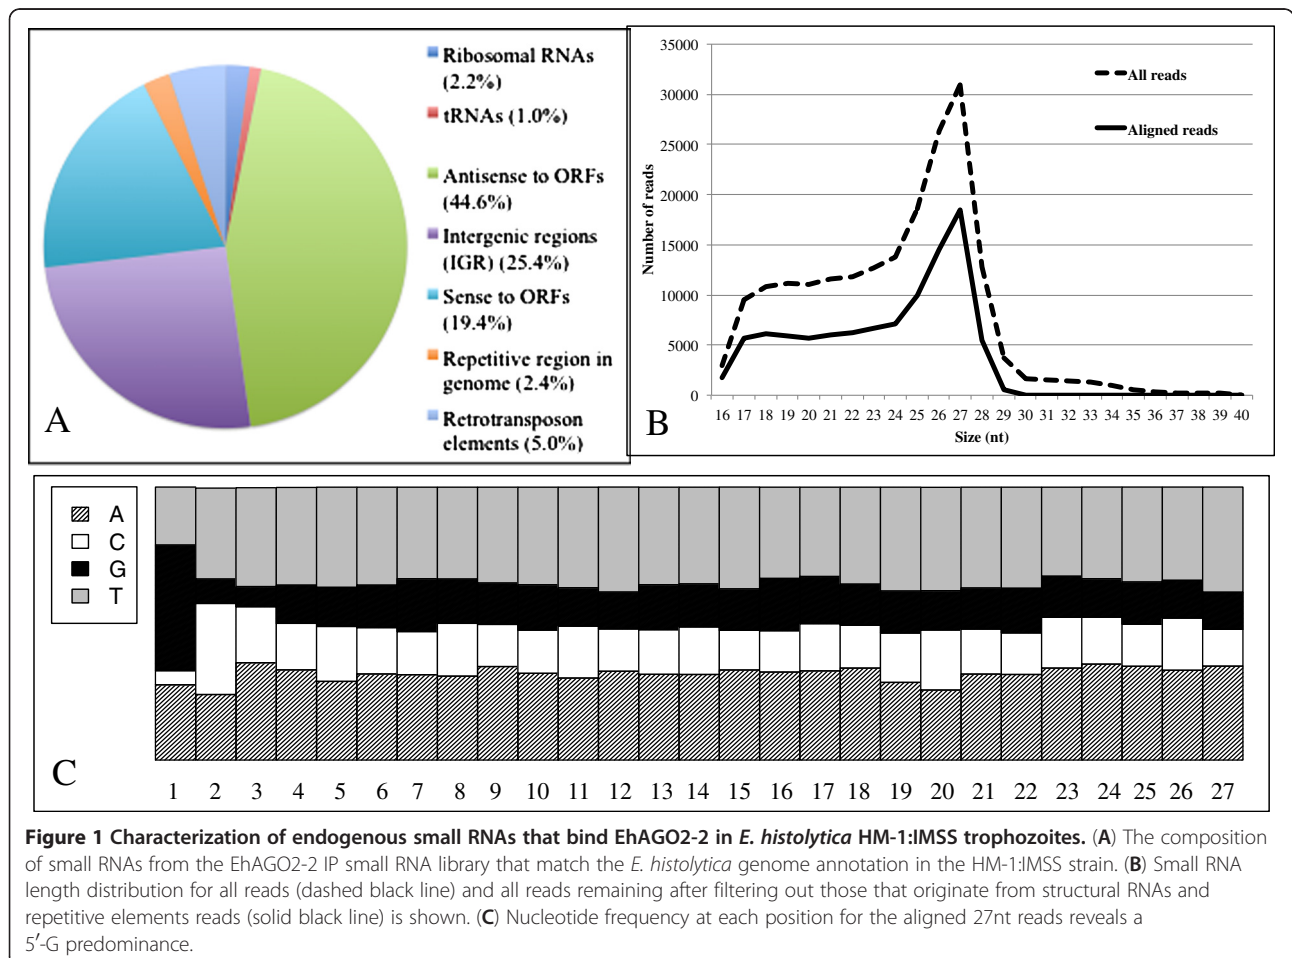 Ribosomal RNAs
(2.2%)
tRNAs (1.0%)
Antisense to ORFs
(44.6%)
Intergenic regions
(IGR) (25.4%)
Sense to ORFs
(19.4%)
Repetitive region in
genome (2.4%)
Retrotransposon
elements (5.0%)
A
35000
30000
25000
20000
15000
10000
5000
0
Number of reads
All reads
Aligned reads
16 17 18 19 20 21 22 23 24 25 26 27 28 29 30 31 32 33 34 35 36 37 38 39 40
Size (nt)
B
A
C
G
T
C
1 2 3 4 5 6 7 8 9 10 11 12 13 14 15 16 17 18 19 20 21 22 23 24 25 26 27
Figure 1 Characterization of endogenous small RNAs that bind EhAGO2-2 in E. histolytica HM-1:IMSS trophozoites. (A) The composition
of small RNAs from the EhAGO2-2 IP small RNA library that match the E. histolytica genome annotation in the HM-1:IMSS strain. (B) Small RNA
length distribution for all reads (dashed black line) and all reads remaining after filtering out those that originate from structural RNAs and
repetitive elements reads (solid black line) is shown. (C) Nucleotide frequency at each position for the aligned 27nt reads reveals a
5′-G predominance.